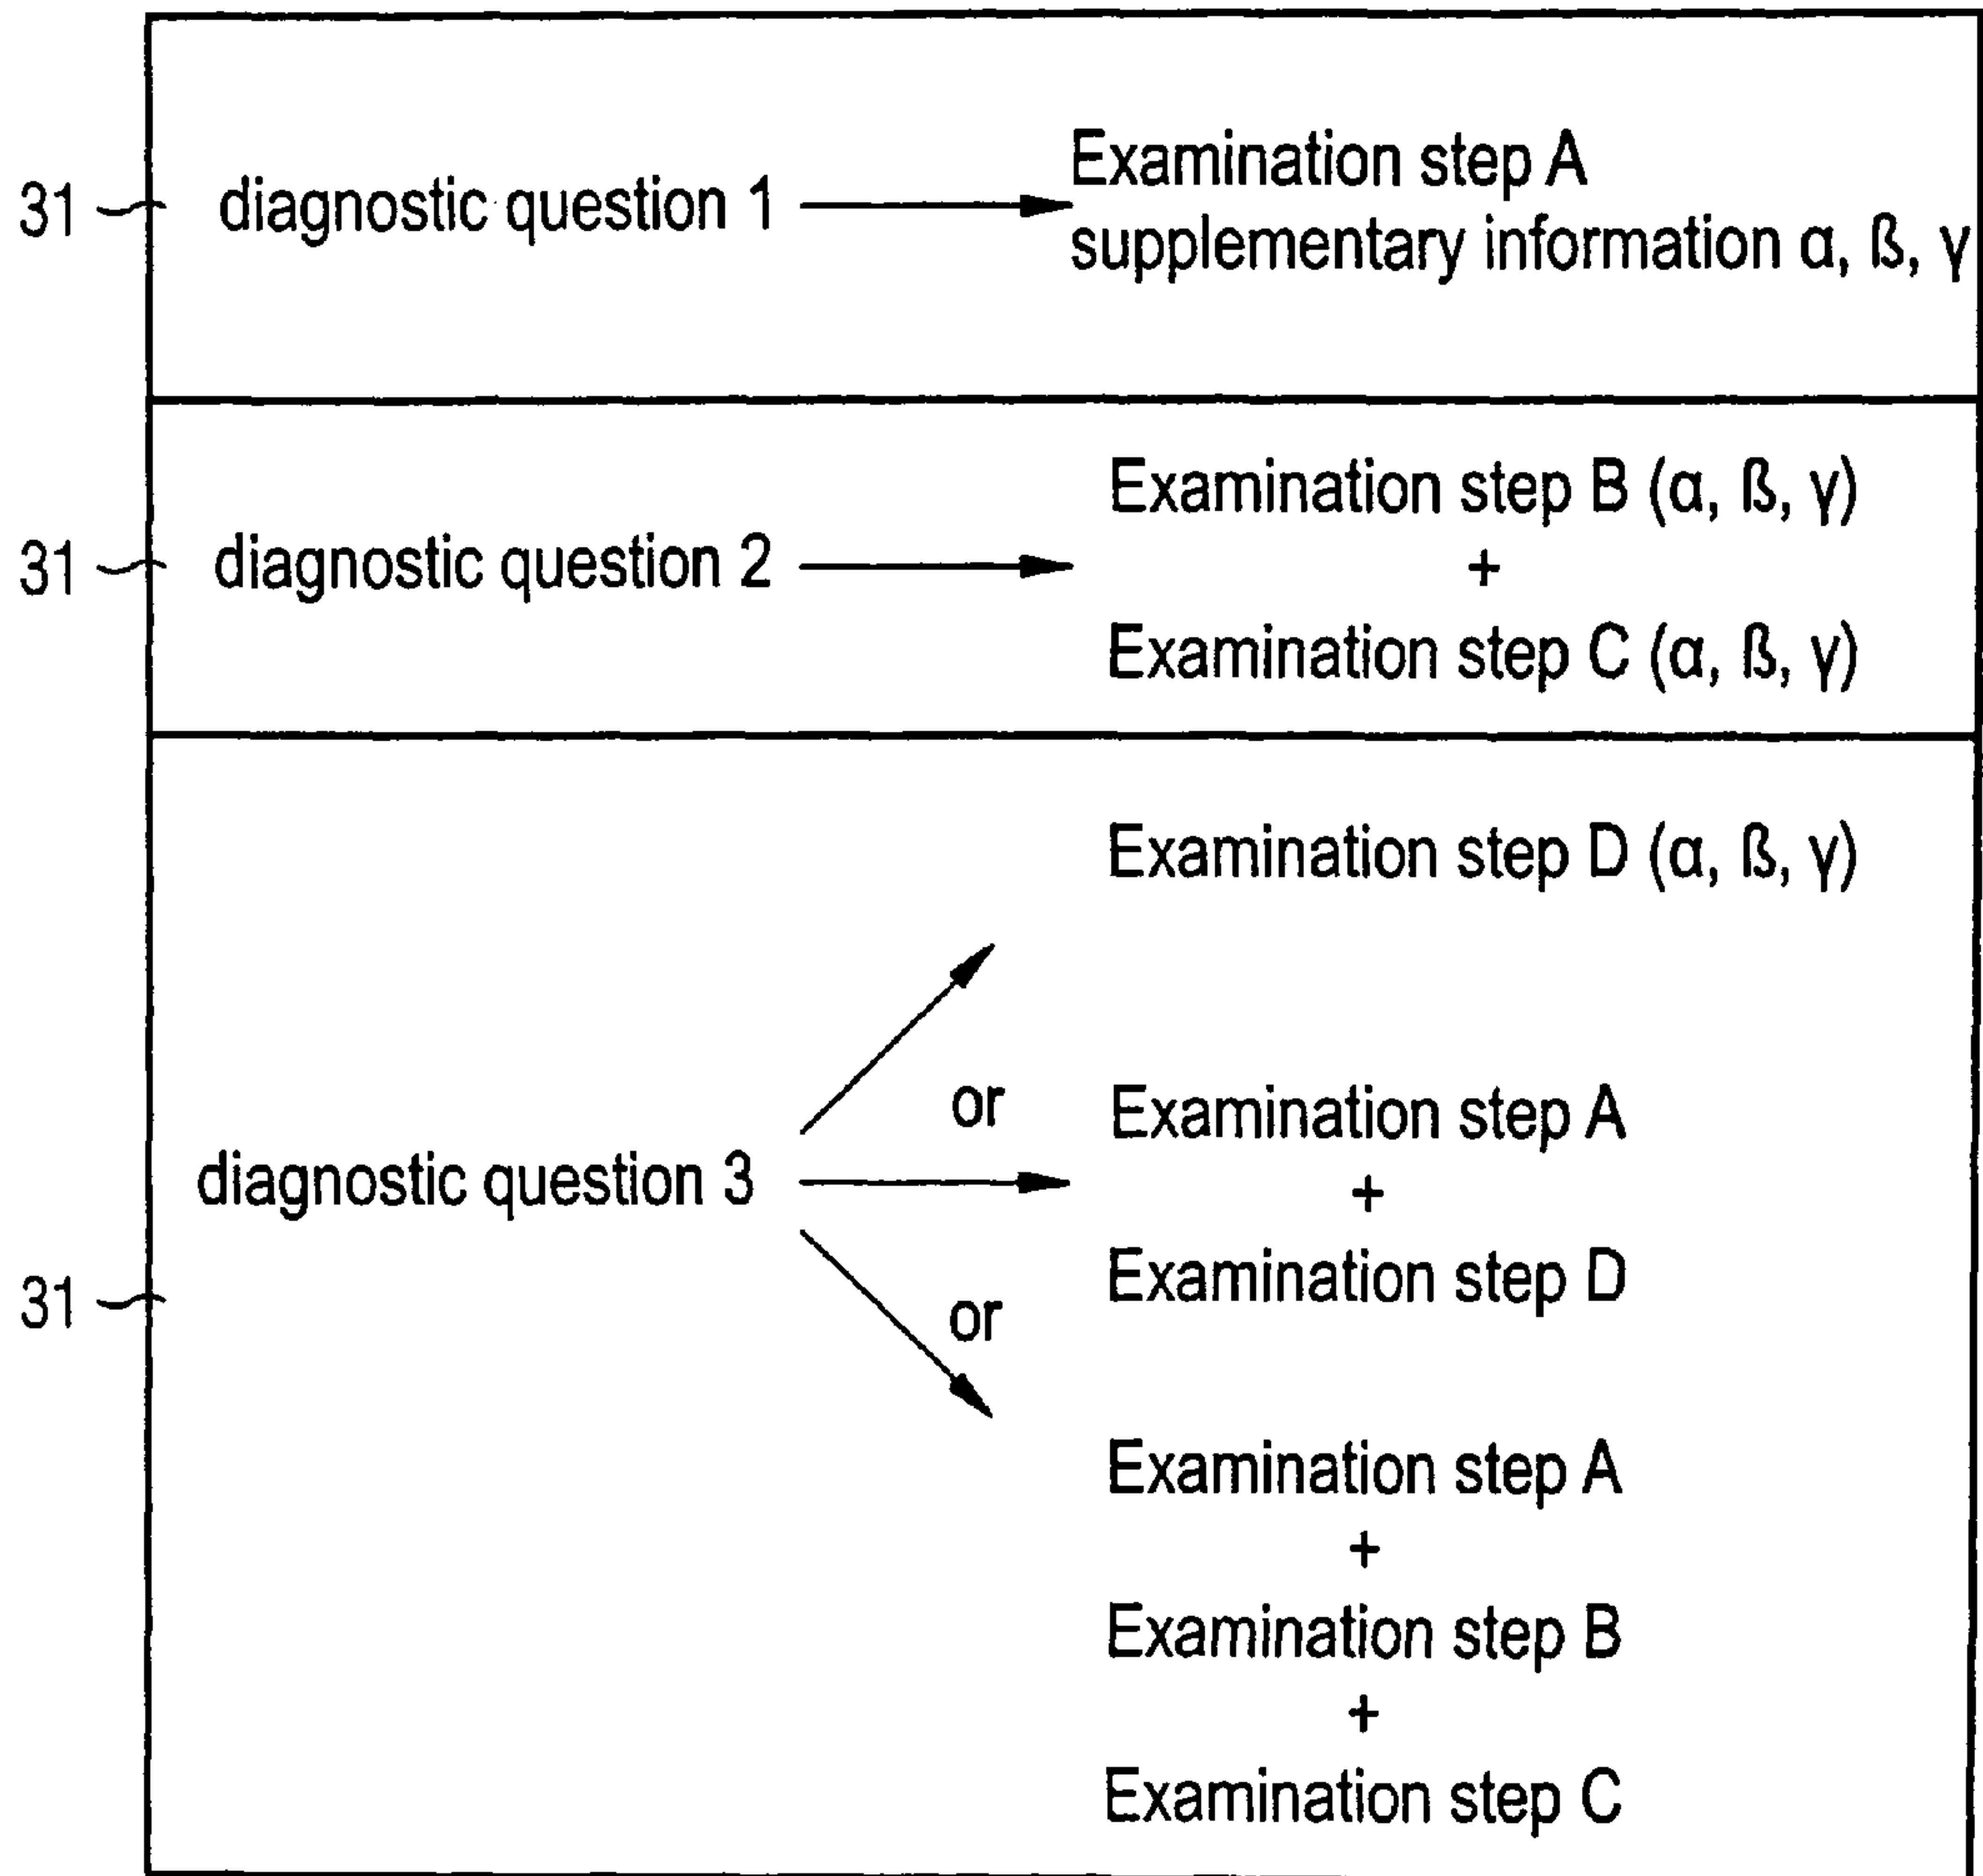 Examination step A
31 diagnostic question 1
supplementary information α, ß, γ
Examination step B (α, ß, γ)
31 diagnostic question 2 +
Examination step C (α, ß, γ)
Examination step D (α, ß, γ)
or Examination step A
diagnostic question 3 +
Examination step D
31
or
Examination step A
+
Examination step B
+
Examination step C